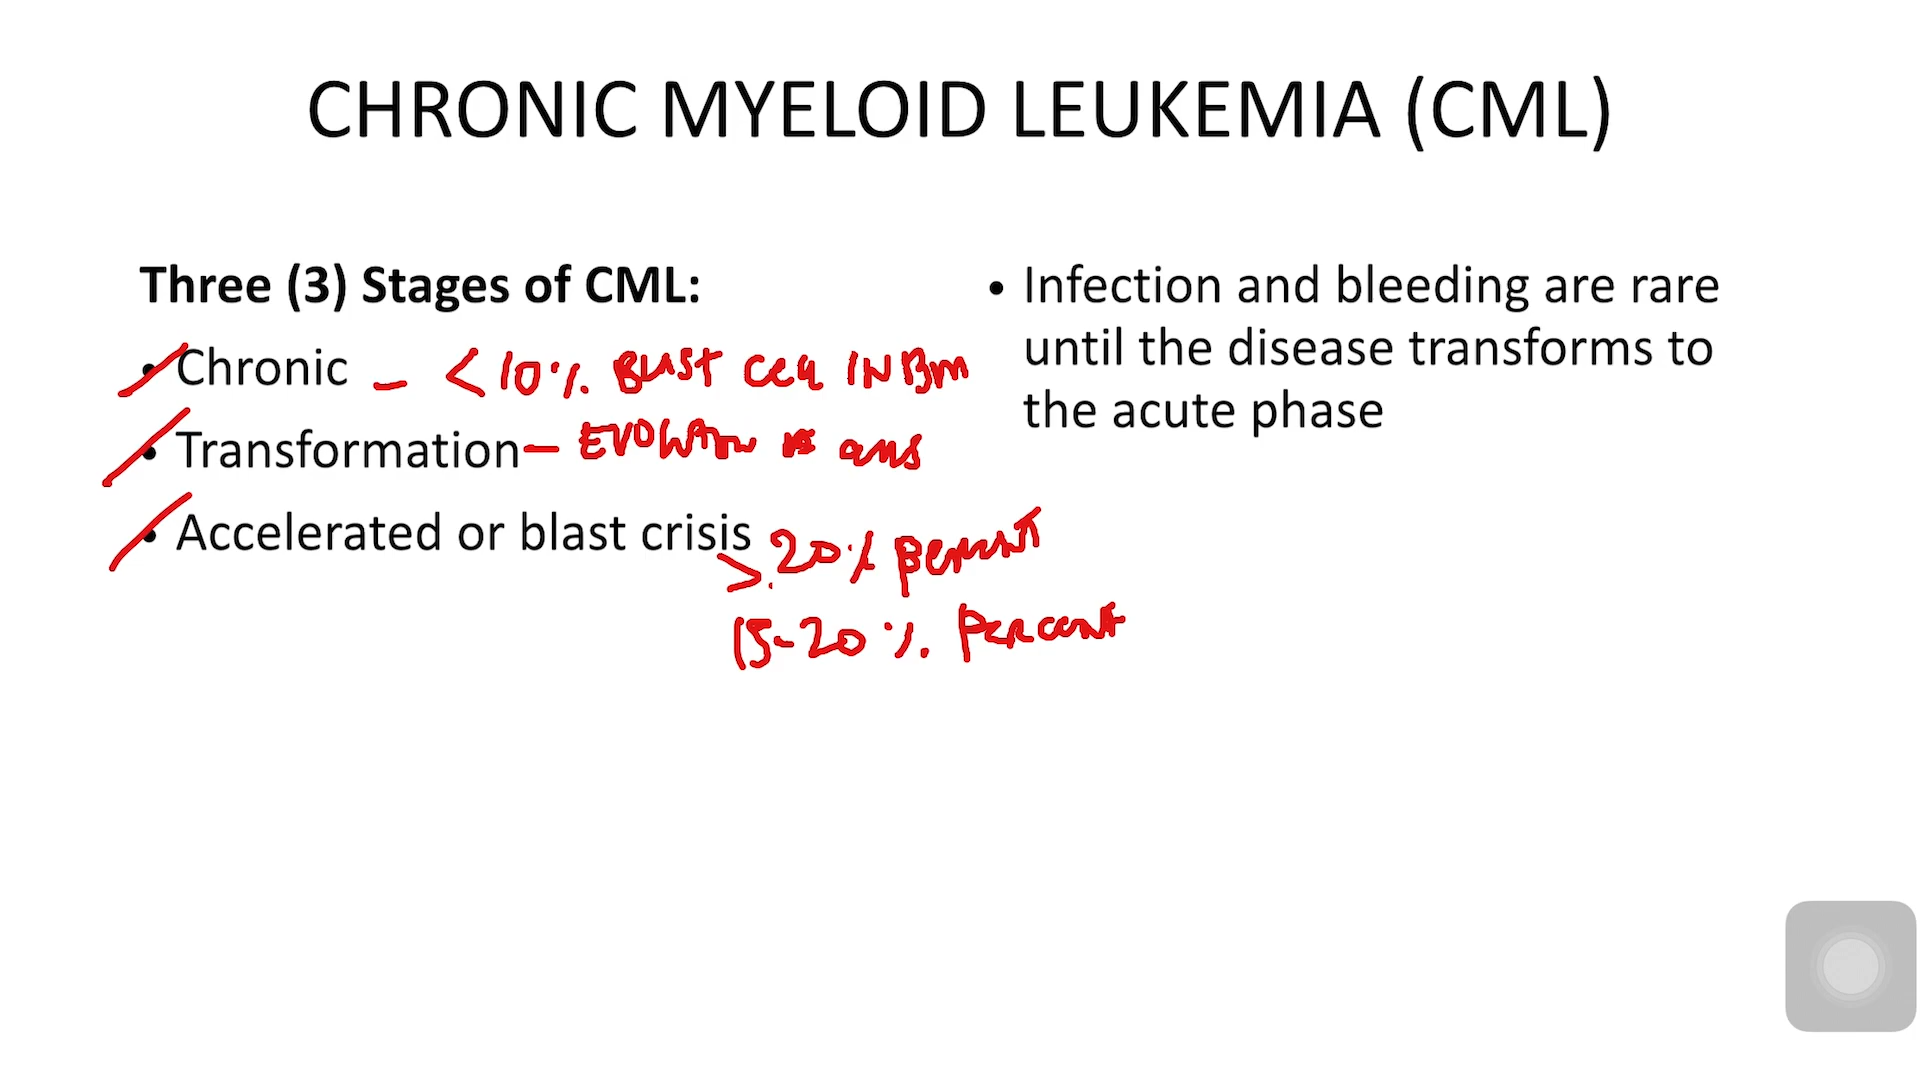 CHRONIC MYELOID LEUKEMIA (CML)
Three (3) Stages of CML:
• Chronic - <10% BLAST Cell IN BM
• Transformation - EVOLUTION
• Accelerated or blast crisis >20% percent
15-20% PERCENT
• Infection and bleeding are rare
until the disease transforms to
the acute phase